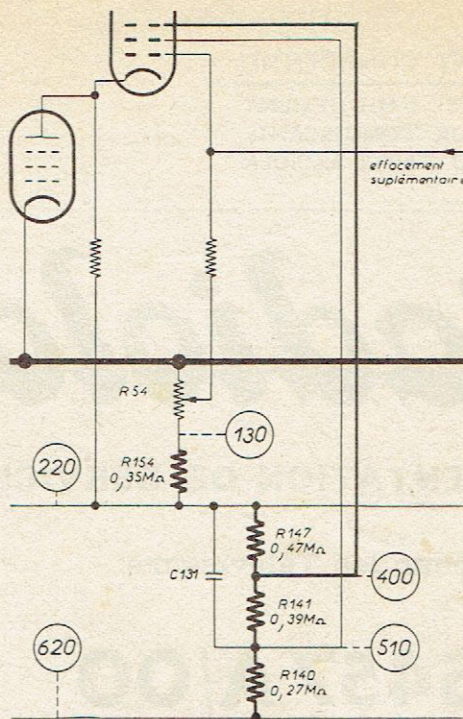 effacement
suplémentaire
R54
130
220
R154
0,35MΩ
R147
0,47MΩ
C131
400
R141
0,39MΩ
620
510
R140
0,27MΩ